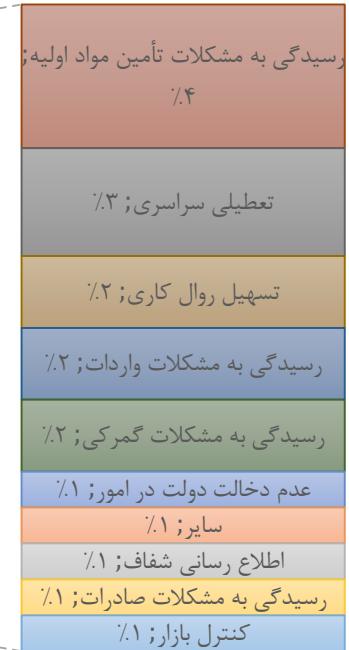 رسیدگی به مشکلات تأمین مواد اولیه;
۴٪
تعطیلی سراسری; ۳٪
تسهیل روال کاری; ۲٪
رسیدگی به مشکلات واردات; ۲٪
رسیدگی به مشکلات گمرکی; ۲٪
عدم دخالت دولت در امور; ۱٪
سایر; ۱٪
اطلاع رسانی شفاف; ۱٪
رسیدگی به مشکلات صادرات; ۱٪
کنترل بازار; ۱٪